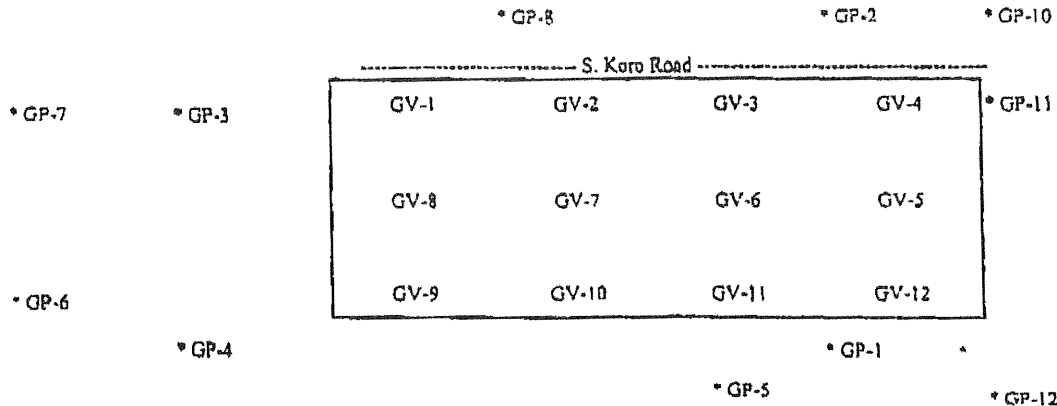 * GP-8 * GP-2 * GP-10
------------------ S. Koro Road ------------------
GV-1 GV-2 GV-3 GV-4 * GP-11
* GP-7 * GP-3
GV-8 GV-7 GV-6 GV-5
GV-9 GV-10 GV-11 GV-12
* GP-6
* GP-4 * GP-1 *
* GP-5 * GP-12